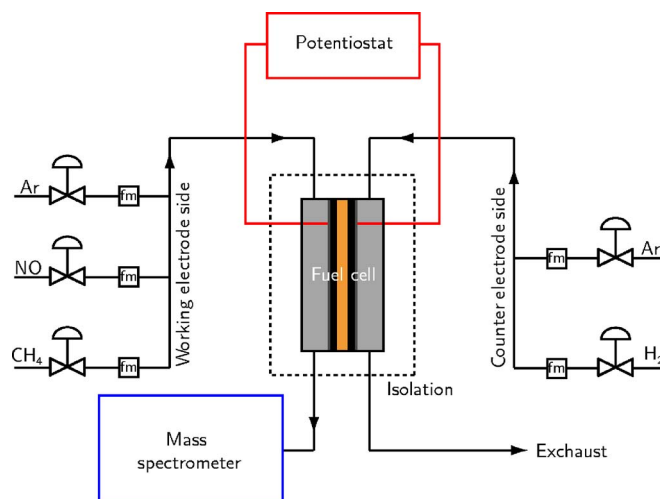 Potentiostat
Ar
fm
Working electrode side
NO
fm
CH₄
fm
Fuel cell
Counter electrode side
fm
Ar
fm
H₂
Isolation
Mass
spectrometer
Exhaust